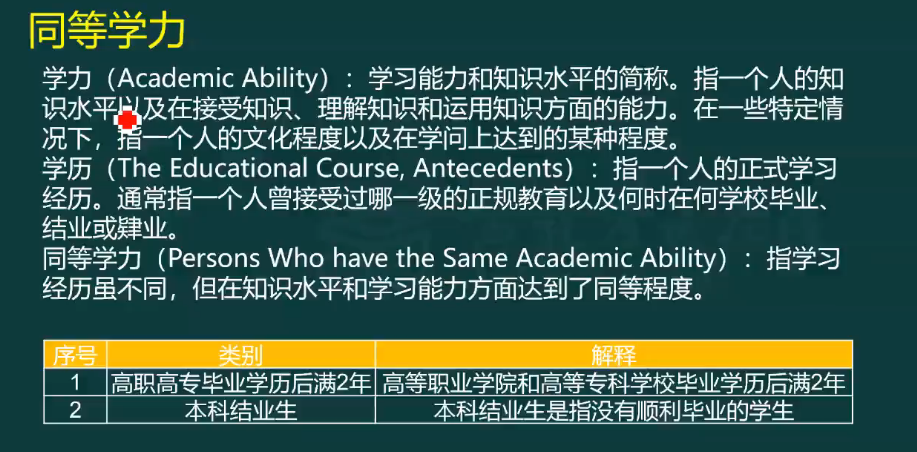 同等学力
学力（Academic Ability）：学习能力和知识水平的简称。指一个人的知
识水平以及在接受知识、理解知识和运用知识方面的能力。在一些特定情
况下，指一个人的文化程度以及在学问上达到的某种程度。
学历（The Educational Course, Antecedents）：指一个人的正式学习
经历。通常指一个人曾接受过哪一级的正规教育以及何时在何学校毕业、
结业或肄业。
同等学力（Persons Who have the Same Academic Ability）：指学习
经历虽不同，但在知识水平和学习能力方面达到了同等程度。
序号 类别 解释
1 高职高专毕业学历后满2年 高等职业学院和高等专科学校毕业学历后满2年
2 本科结业生 本科结业生是指没有顺利毕业的学生